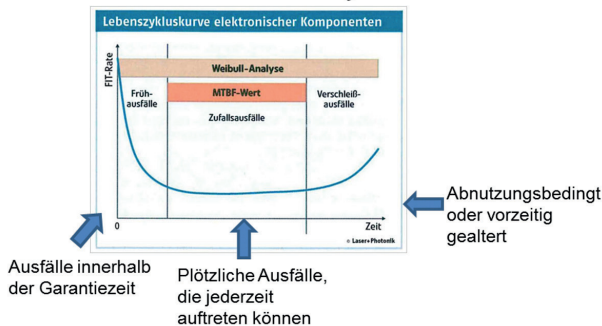 Lebenszykluskurve elektronischer Komponenten
FIT-Rate
Weibull-Analyse
Früh-
ausfälle
MTBF-Wert
Verschleiß-
ausfälle
Zufallsausfälle
0
Zeit
Laser+Photonik
Abnutzungsbedingt
oder vorzeitig
gealtert
Ausfälle innerhalb
der Garantiezeit
Plötzliche Ausfälle,
die jederzeit
auftreten können